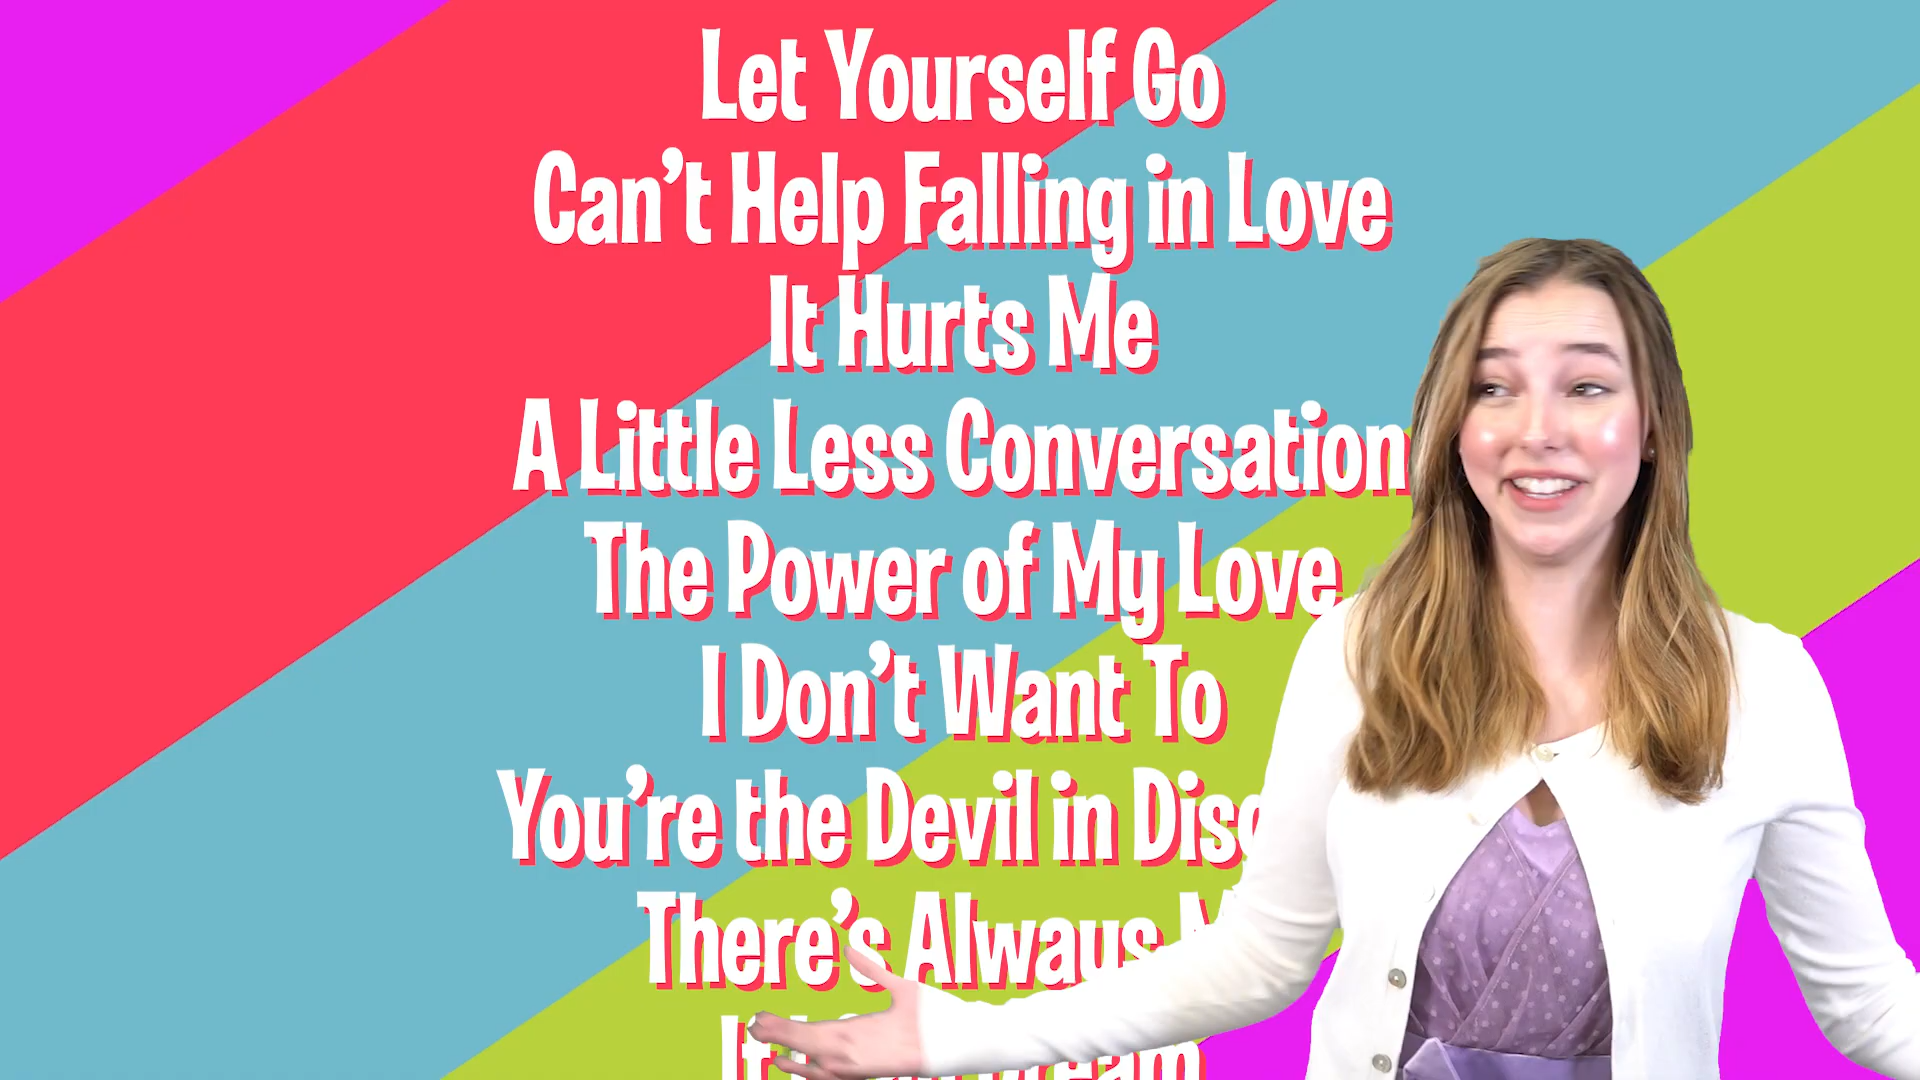 Let Yourself Go
Can't Help Falling in Love
It Hurts Me
A Little Less Conversation
The Power of My Love
I Don't Want To
You're the Devil in
There's Always
Dream